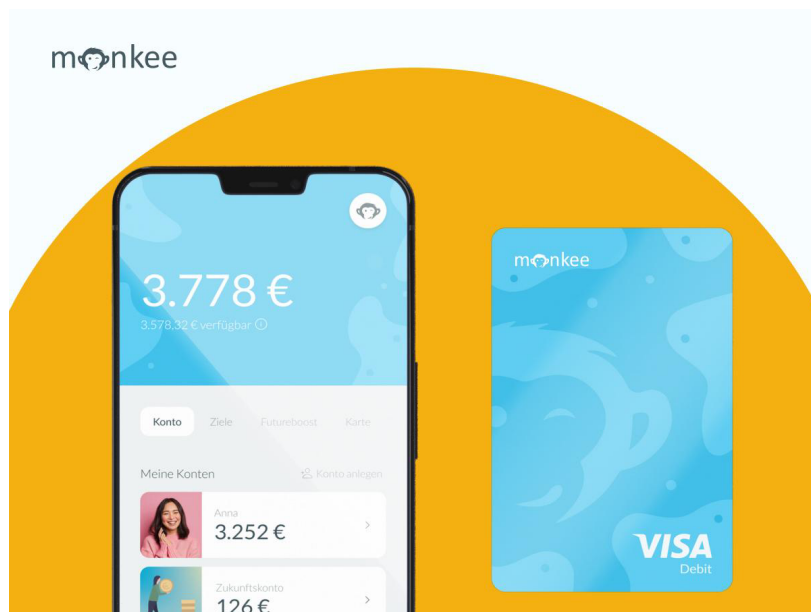 monkee
3.778 €
3.578,32 € verfügbar
Konto Ziele Futureboost Karte
Meine Konten Konto anlegen
Anna
3.252 €
Zukunftskonto
126 €
monkee
VISA
Debit